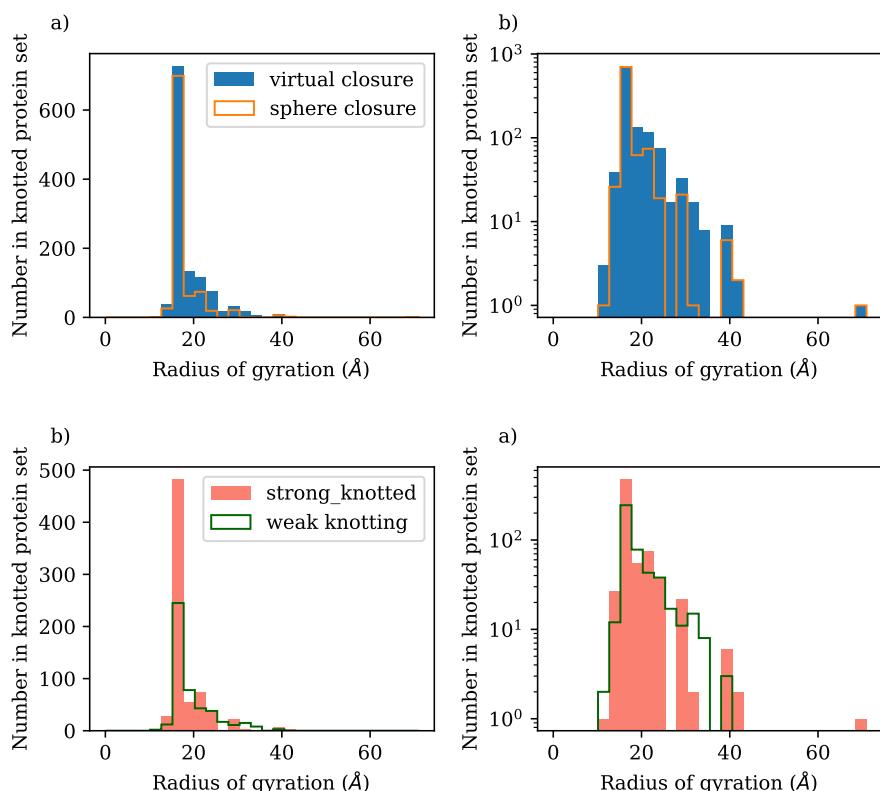 a)
Number in knotted protein set
600
400
200
0
virtual closure
sphere closure
0 20 40 60
Radius of gyration (Å)
b)
Number in knotted protein set
10³
10²
10¹
10⁰
0 20 40 60
Radius of gyration (Å)
b)
Number in knotted protein set
500
400
300
200
100
0
strong_knotted
weak knotting
0 20 40 60
Radius of gyration (Å)
a)
Number in knotted protein set
10²
10¹
10⁰
0 20 40 60
Radius of gyration (Å)